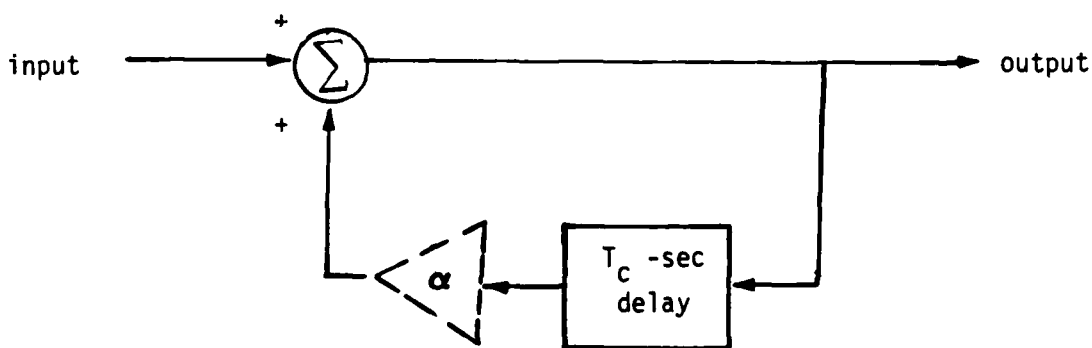 +
input
Σ
output
+
α
T_c -sec
delay